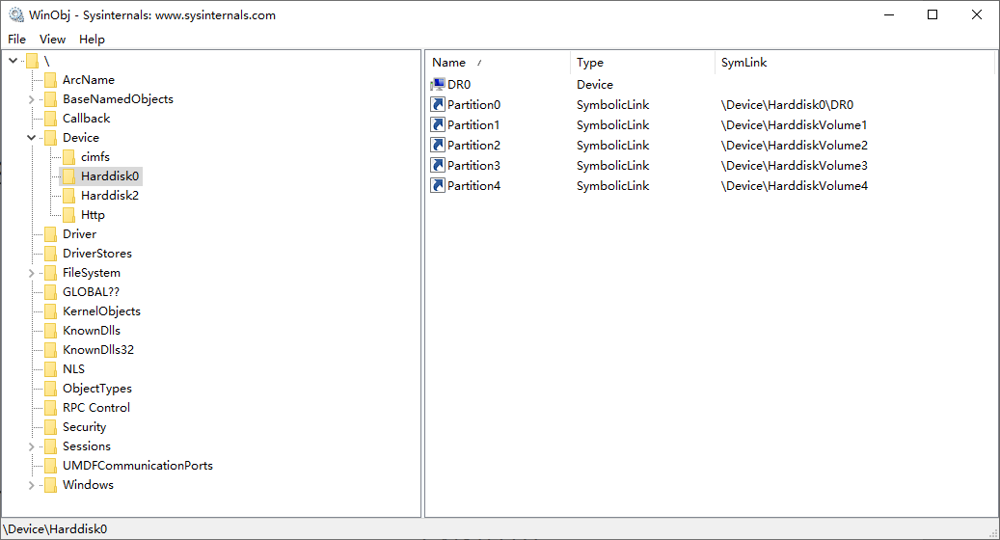 WinObj - Sysinternals: www.sysinternals.com
File View Help
\
ArcName
BaseNamedObjects
Callback
Device
cimfs
Harddisk0
Harddisk2
Http
Driver
DriverStores
FileSystem
GLOBAL??
KernelObjects
KnownDlls
KnownDlls32
NLS
ObjectTypes
RPC Control
Security
Sessions
UMDFCommunicationPorts
Windows
Name Type SymLink
DR0 Device
Partition0 SymbolicLink \Device\Harddisk0\DR0
Partition1 SymbolicLink \Device\HarddiskVolume1
Partition2 SymbolicLink \Device\HarddiskVolume2
Partition3 SymbolicLink \Device\HarddiskVolume3
Partition4 SymbolicLink \Device\HarddiskVolume4
\Device\Harddisk0